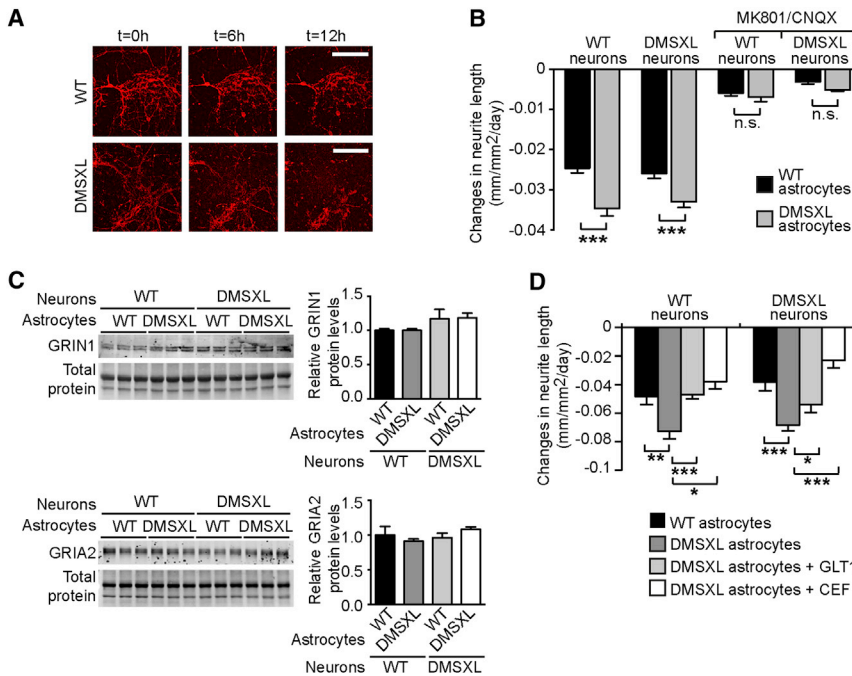 A
t=0h t=6h t=12h
WT
DMSXL
B
MK801/CNQX
WT neurons DMSXL neurons WT neurons DMSXL neurons
Changes in neurite length
(mm/mm²/day)
0
-0.01
-0.02
-0.03
-0.04
*** *** n.s. n.s.
WT
astrocytes
DMSXL
astrocytes
C
Neurons WT DMSXL
Astrocytes WT DMSXL WT DMSXL
GRIN1
Total
protein
Relative GRIN1
protein levels
1.5
1.0
0.5
0.0
WT DMSXL WT DMSXL
Astrocytes
Neurons WT DMSXL
Neurons WT DMSXL
Astrocytes WT DMSXL WT DMSXL
GRIA2
Total
protein
Relative GRIA2
protein levels
1.5
1.0
0.5
0.0
WT DMSXL WT DMSXL
Astrocytes
Neurons WT DMSXL
D
WT neurons DMSXL neurons
Changes in neurite length
(mm/mm²/day)
0
-0.02
-0.04
-0.06
-0.08
-0.1
** *** * *** * ***
WT astrocytes
DMSXL astrocytes
DMSXL astrocytes + GLT1
DMSXL astrocytes + CEF